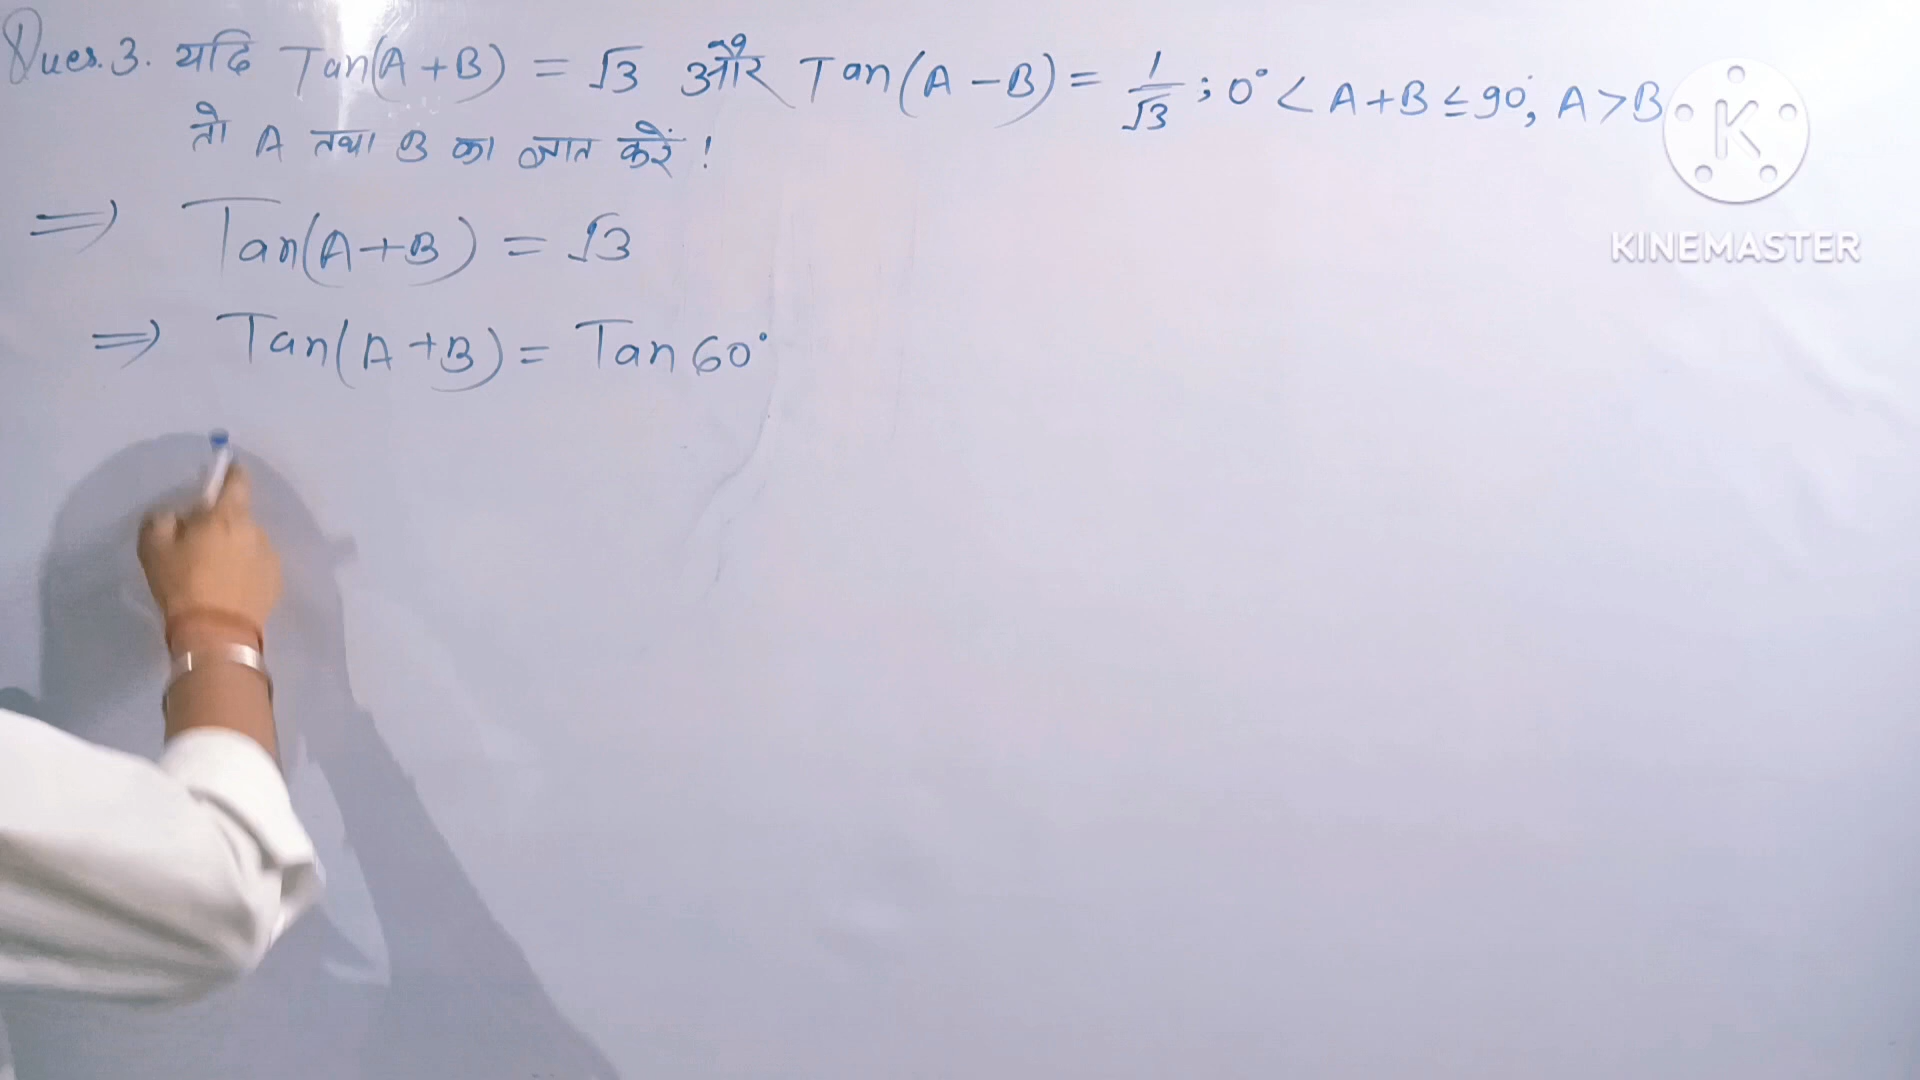 Ques.3. यदि Tan(A+B) = √3 और Tan(A-B) = 1/√3 ; 0° < A+B ≤ 90°, A>B
तो A तथा B का ज्ञात करें !
⇒ Tan(A+B) = √3
⇒ Tan(A+B) = Tan 60°
K
KINEMASTER